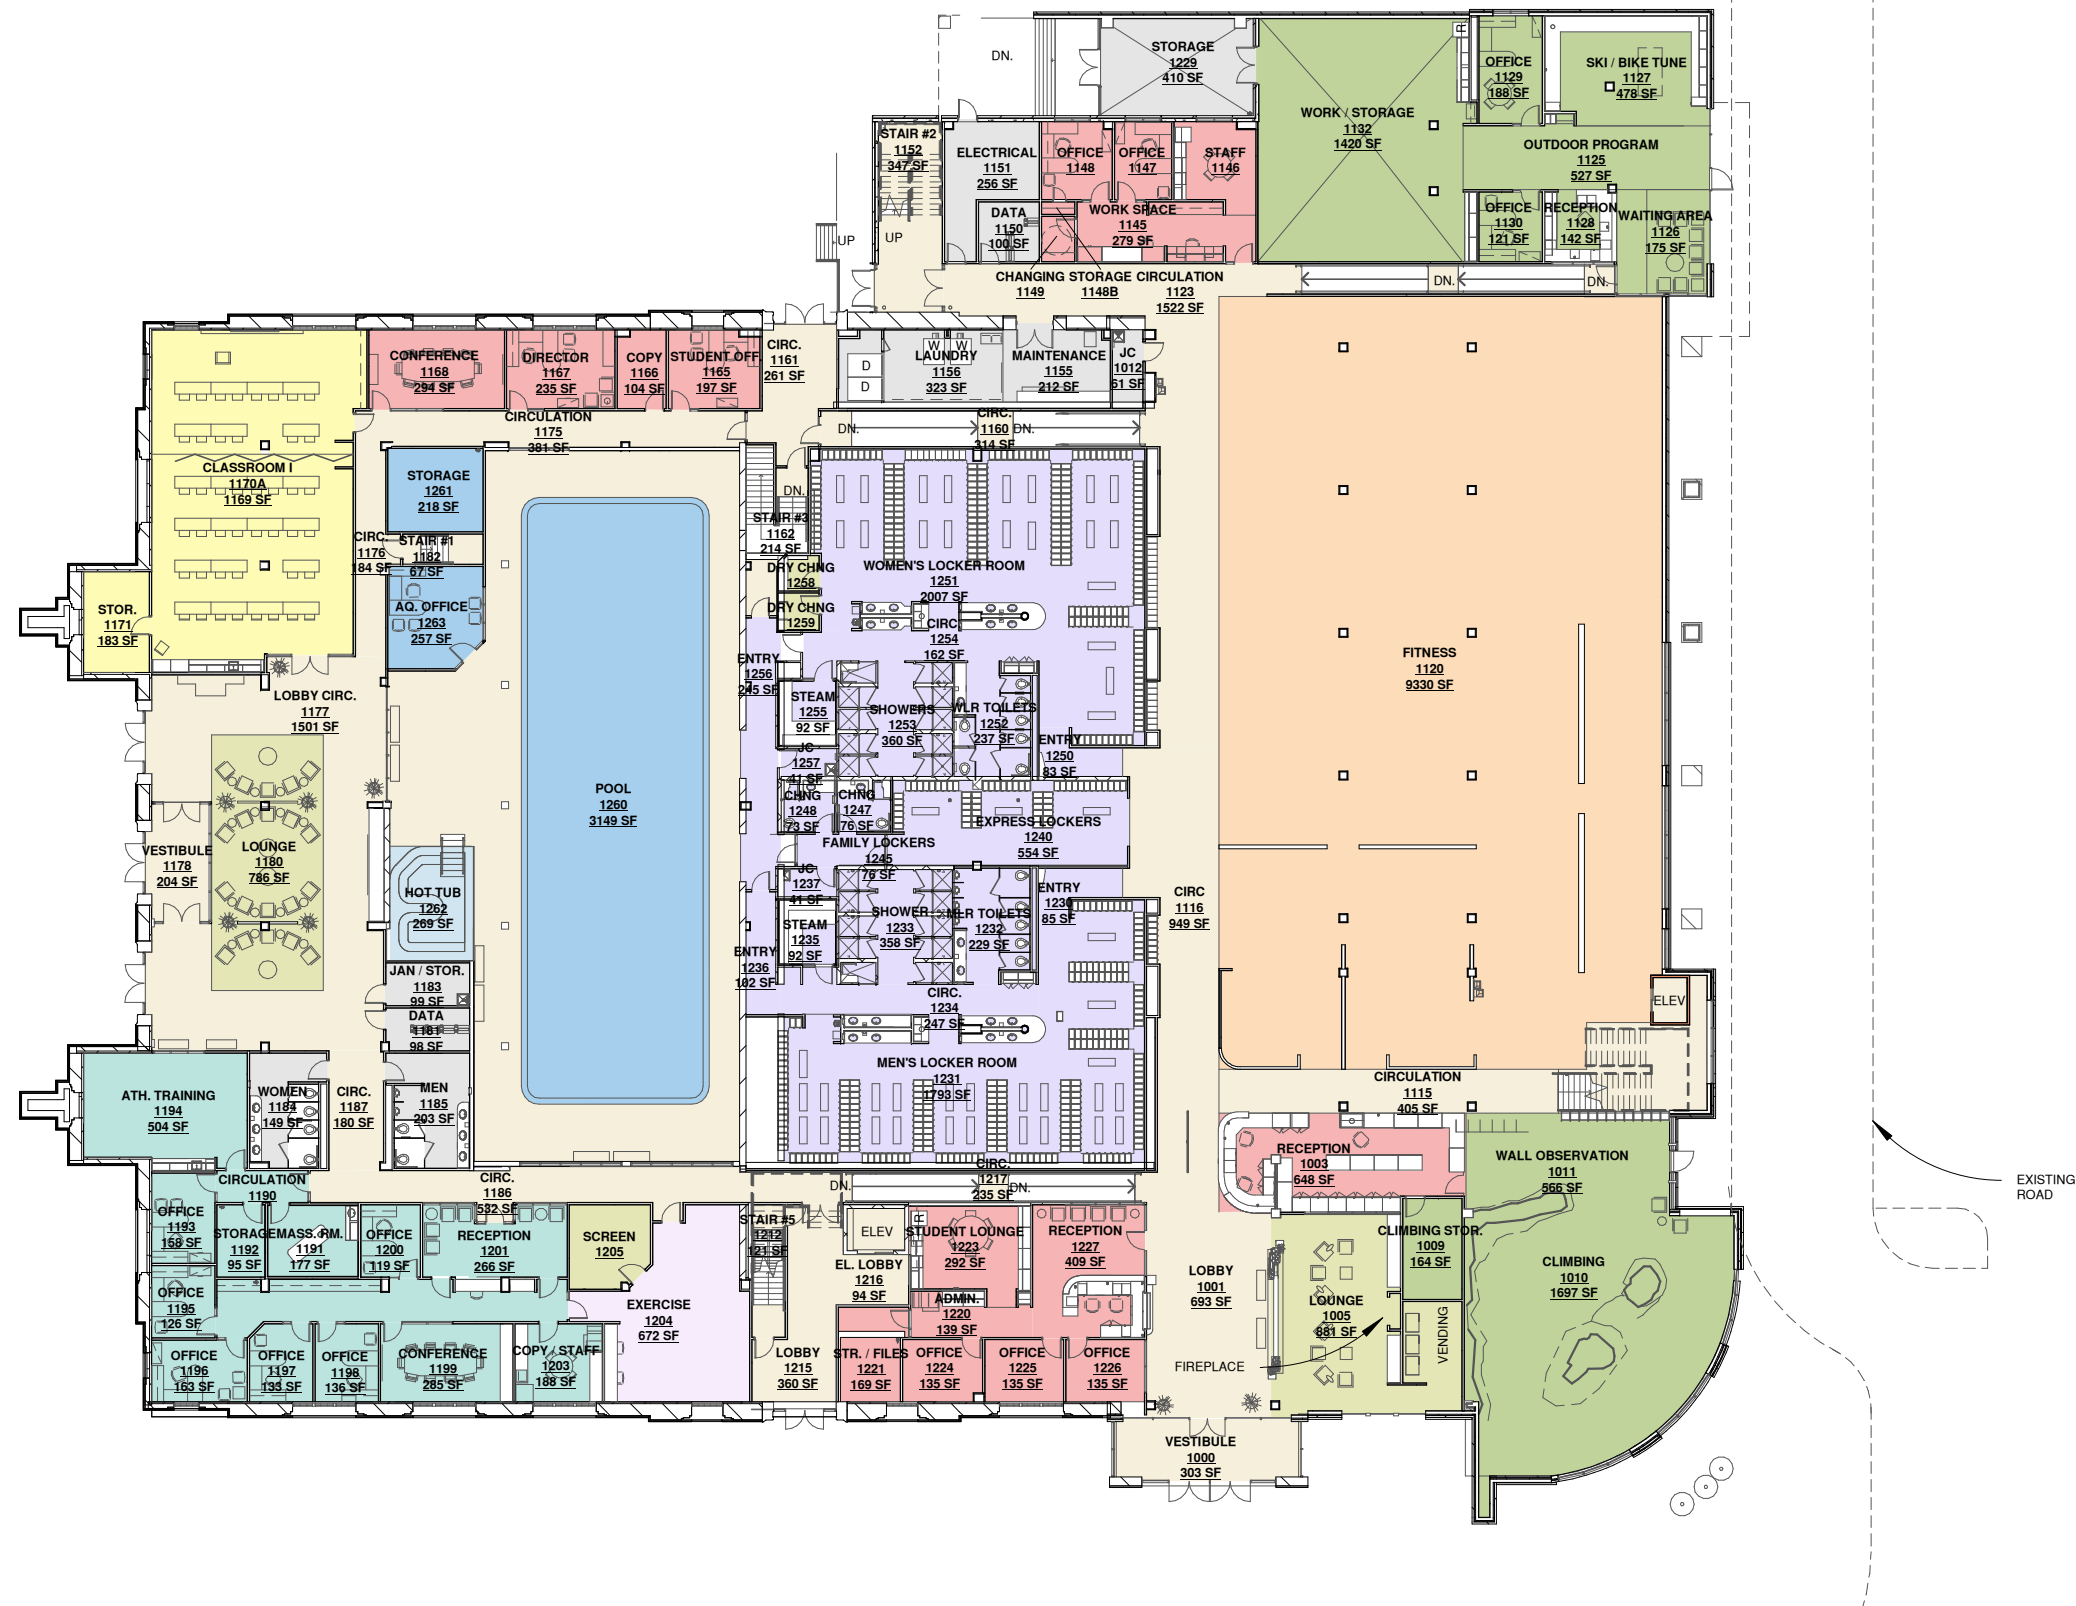 STORAGE
1229
410 SF
DN.
WORK / STORAGE
1132
1420 SF
R
OFFICE
1129
188 SF
SKI / BIKE TUNE
1127
478 SF
OUTDOOR PROGRAM
1125
527 SF
OFFICE
1130
121 SF
RECEPTION
1128
142 SF
WAITING AREA
1126
175 SF
STAIR #2
1152
347 SF
UP
UP
ELECTRICAL
1151
256 SF
DATA
1150
100 SF
OFFICE
1148
OFFICE
1147
STAFF
1146
WORK SPACE
1145
279 SF
CHANGING
1149
STORAGE
1148B
CIRCULATION
1123
1522 SF
DN.
DN.
CONFERENCE
1168
294 SF
DIRECTOR
1167
235 SF
COPY
1166
104 SF
STUDENT OFF.
1165
197 SF
CIRC.
1161
261 SF
D
D
W
W
LAUNDRY
1156
323 SF
MAINTENANCE
1155
212 SF
JC
1012
61 SF
CIRCULATION
1175
381 SF
DN.
CIRC.
1160
314 SF
DN.
CLASSROOM I
1170A
1169 SF
STORAGE
1261
218 SF
CIRC.
1176
184 SF
STAIR #1
1182
67 SF
AQ. OFFICE
1263
257 SF
STOR.
1171
183 SF
DN.
STAIR #3
1162
214 SF
DRY CHNG
1258
DRY CHNG
1259
WOMEN'S LOCKER ROOM
1251
2007 SF
CIRC.
1254
162 SF
ENTRY
1256
245 SF
STEAM
1255
92 SF
SHOWERS
1253
360 SF
WLR TOILETS
1252
237 SF
ENTRY
1250
83 SF
JC
1257
41 SF
CHNG
1248
73 SF
CHNG
1247
76 SF
EXPRESS LOCKERS
1240
554 SF
FAMILY LOCKERS
1245
76 SF
JC
1237
41 SF
STEAM
1235
92 SF
SHOWER
1233
358 SF
MLR TOILETS
1232
229 SF
ENTRY
1230
85 SF
ENTRY
1236
102 SF
CIRC.
1234
247 SF
MEN'S LOCKER ROOM
1231
1793 SF
CIRC
1116
949 SF
FITNESS
1120
9330 SF
ELEV
LOBBY CIRC.
1177
1501 SF
POOL
1260
3149 SF
VESTIBULE
1178
204 SF
LOUNGE
1180
786 SF
HOT TUB
1262
269 SF
JAN / STOR.
1183
99 SF
DATA
1181
98 SF
ATH. TRAINING
1194
504 SF
WOMEN
1184
149 SF
CIRC.
1187
180 SF
MEN
1185
203 SF
CIRCULATION
1190
CIRC.
1186
532 SF
DN.
CIRC.
1217
235 SF
DN.
CIRCULATION
1115
405 SF
RECEPTION
1003
648 SF
WALL OBSERVATION
1011
566 SF
EXISTING
ROAD
OFFICE
1193
158 SF
STORAGE
1192
95 SF
MASS. RM.
1191
177 SF
OFFICE
1200
119 SF
RECEPTION
1201
266 SF
SCREEN
1205
STAIR #5
1212
121 SF
ELEV
R
EL. LOBBY
1216
94 SF
STUDENT LOUNGE
1223
292 SF
RECEPTION
1227
409 SF
CLIMBING STOR.
1009
164 SF
CLIMBING
1010
1697 SF
OFFICE
1195
126 SF
EXERCISE
1204
672 SF
ADMIN.
1220
139 SF
LOBBY
1001
693 SF
LOUNGE
1005
881 SF
VENDING
FIREPLACE
OFFICE
1196
163 SF
OFFICE
1197
133 SF
OFFICE
1198
136 SF
CONFERENCE
1199
285 SF
COPY / STAFF
1203
188 SF
LOBBY
1215
360 SF
STR. / FILES
1221
169 SF
OFFICE
1224
135 SF
OFFICE
1225
135 SF
OFFICE
1226
135 SF
VESTIBULE
1000
303 SF
DN.